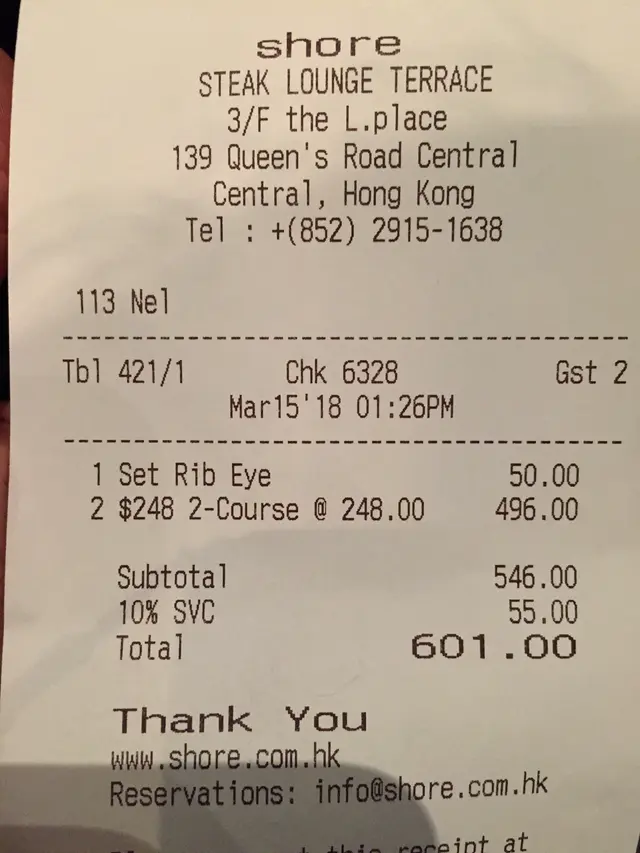 shore
STEAK LOUNGE TERRACE
3/F the L.place
139 Queen's Road Central
Central, Hong Kong
Tel : +(852) 2915-1638
113 Nel
Tbl 421/1 Chk 6328 Gst 2
Mar15'18 01:26PM
1 Set Rib Eye 50.00
2 $248 2-Course @ 248.00 496.00
Subtotal 546.00
10% SVC 55.00
Total 601.00
Thank You
www.shore.com.hk
Reservations: info@shore.com.hk
this receipt at